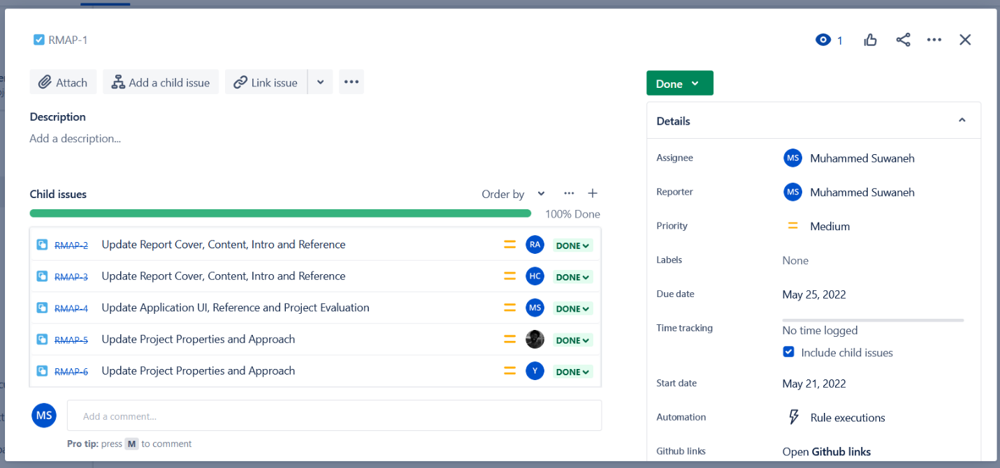 RMAP-1
1
Attach
Add a child issue
Link issue
Done
Description
Add a description...
Child issues
Order by
100% Done
RMAP-2 Update Report Cover, Content, Intro and Reference RA DONE
RMAP-3 Update Report Cover, Content, Intro and Reference HC DONE
RMAP-4 Update Application UI, Reference and Project Evaluation MS DONE
RMAP-5 Update Project Properties and Approach DONE
RMAP-6 Update Project Properties and Approach Y DONE
MS Add a comment...
Pro tip: press M to comment
Details
Assignee MS Muhammed Suwaneh
Reporter MS Muhammed Suwaneh
Priority Medium
Labels None
Due date May 25, 2022
Time tracking No time logged
Include child issues
Start date May 21, 2022
Automation Rule executions
Github links Open Github links